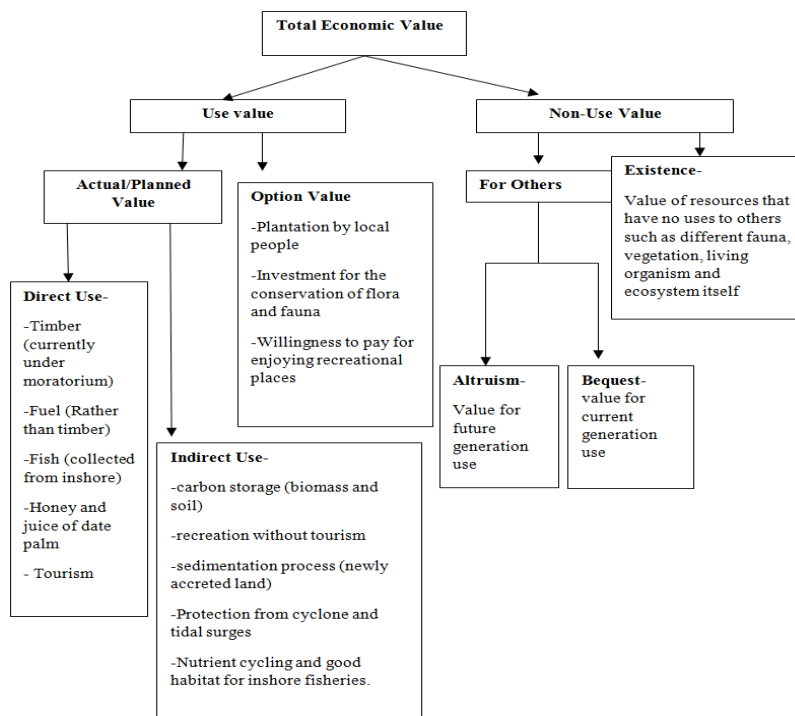 Total Economic Value
Use value
Non-Use Value
Actual/Planned
Value
Option Value
-Plantation by local
people
-Investment for the
conservation of flora
and fauna
-Willingness to pay for
enjoying recreational
places
For Others
Existence-
Value of resources that
have no uses to others
such as different fauna,
vegetation, living
organism and
ecosystem itself
Direct Use-
-Timber
(currently
under
moratorium)
-Fuel (Rather
than timber)
-Fish (collected
from inshore)
-Honey and
juice of date
palm
- Tourism
Indirect Use-
-carbon storage (biomass and
soil)
-recreation without tourism
-sedimentation process (newly
accreted land)
-Protection from cyclone and
tidal surges
-Nutrient cycling and good
habitat for inshore fisheries.
Altruism-
Value for
future
generation
use
Bequest-
value for
current
generation
use